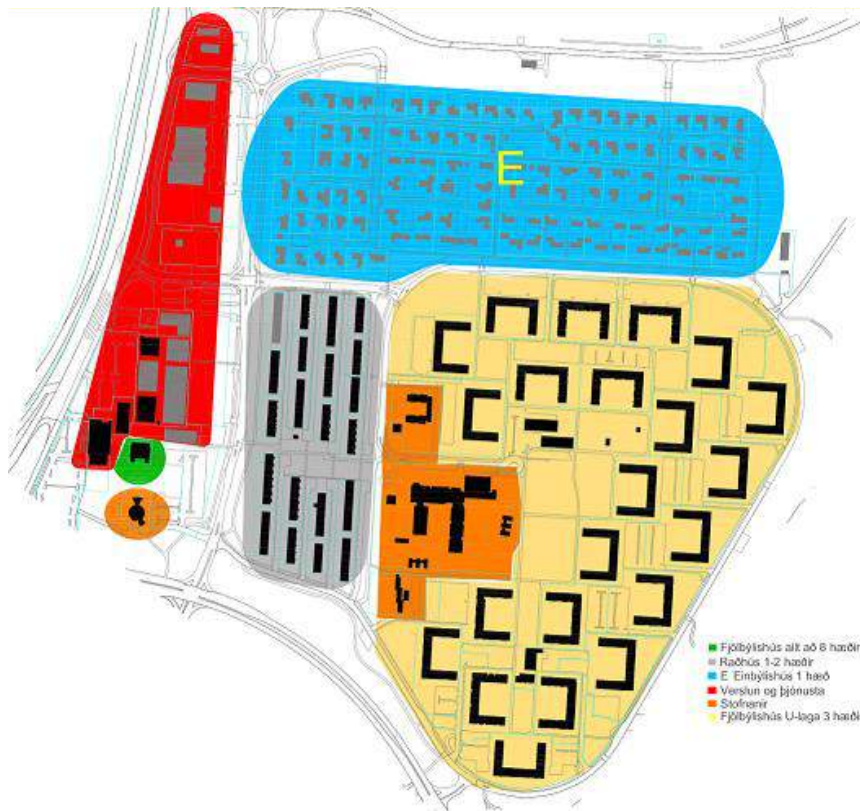 E
Fjölbýlishús allt að 8 hæðir
Raðhús 1-2 hæðir
E Einbýlishús 1 hæð
Verslun og þjónusta
Stofnanir
Fjölbýlishús U-laga 3 hæðir